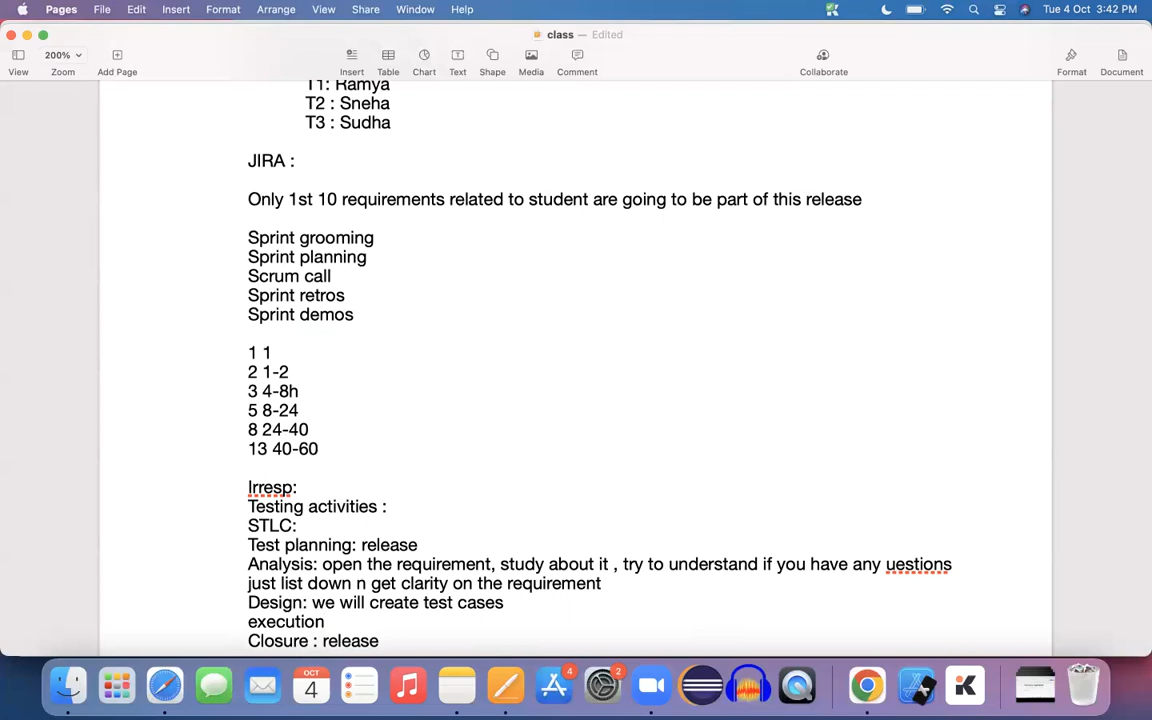 Pages File Edit Insert Format Arrange View Share Window Help Tue 4 Oct 3:42 PM
class — Edited
200%
View Zoom Add Page Insert Table Chart Text Shape Media Comment Collaborate Format Document
T1: Ramya
T2 : Sneha
T3 : Sudha
JIRA :
Only 1st 10 requirements related to student are going to be part of this release
Sprint grooming
Sprint planning
Scrum call
Sprint retros
Sprint demos
1 1
2 1-2
3 4-8h
5 8-24
8 24-40
13 40-60
Irresp:
Testing activities :
STLC:
Test planning: release
Analysis: open the requirement, study about it , try to understand if you have any uestions
just list down n get clarity on the requirement
Design: we will create test cases
execution
Closure : release
OCT
4
4
2